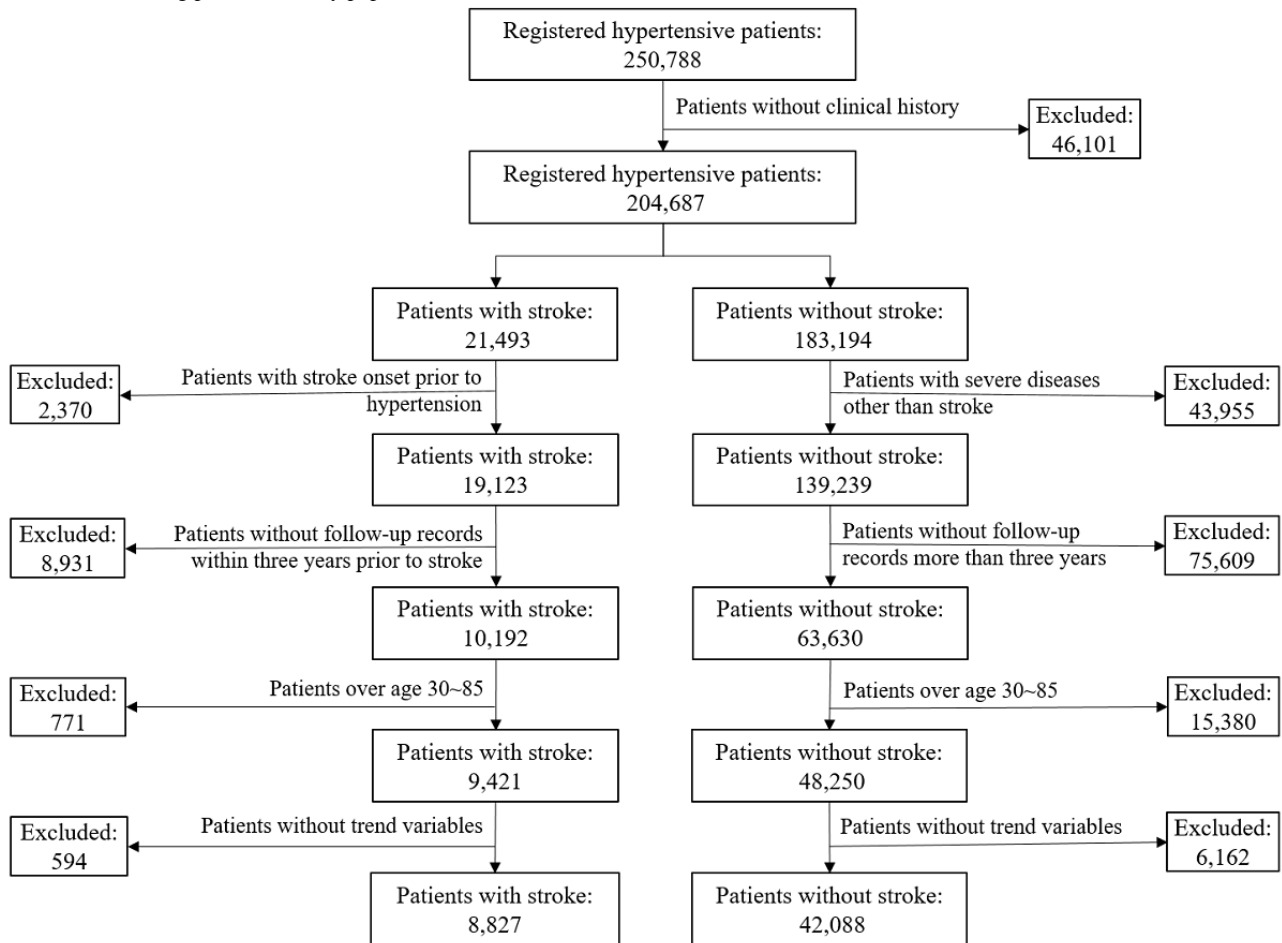 Registered hypertensive patients:
250,788
Patients without clinical history
Excluded:
46,101
Registered hypertensive patients:
204,687
Patients with stroke:
21,493
Patients without stroke:
183,194
Excluded:
2,370
Patients with stroke onset prior to
hypertension
Patients with severe diseases
other than stroke
Excluded:
43,955
Patients with stroke:
19,123
Patients without stroke:
139,239
Excluded:
8,931
Patients without follow-up records
within three years prior to stroke
Patients without follow-up
records more than three years
Excluded:
75,609
Patients with stroke:
10,192
Patients without stroke:
63,630
Excluded:
771
Patients over age 30~85
Patients over age 30~85
Excluded:
15,380
Patients with stroke:
9,421
Patients without stroke:
48,250
Excluded:
594
Patients without trend variables
Patients without trend variables
Excluded:
6,162
Patients with stroke:
8,827
Patients without stroke:
42,088